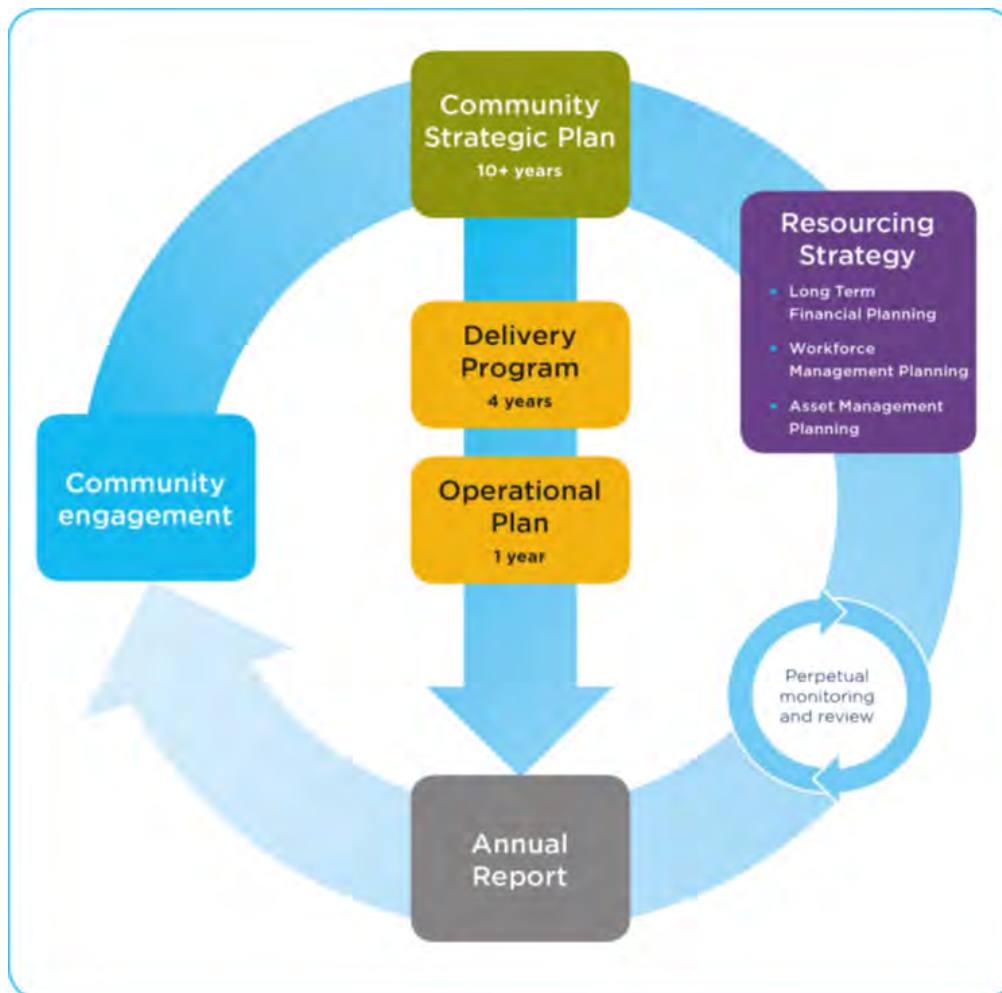 Community
Strategic Plan
10+ years
Resourcing
Strategy
• Long Term
Financial Planning
• Workforce
Management Planning
• Asset Management
Planning
Delivery
Program
4 years
Community
engagement
Operational
Plan
1 year
Perpetual
monitoring
and review
Annual
Report